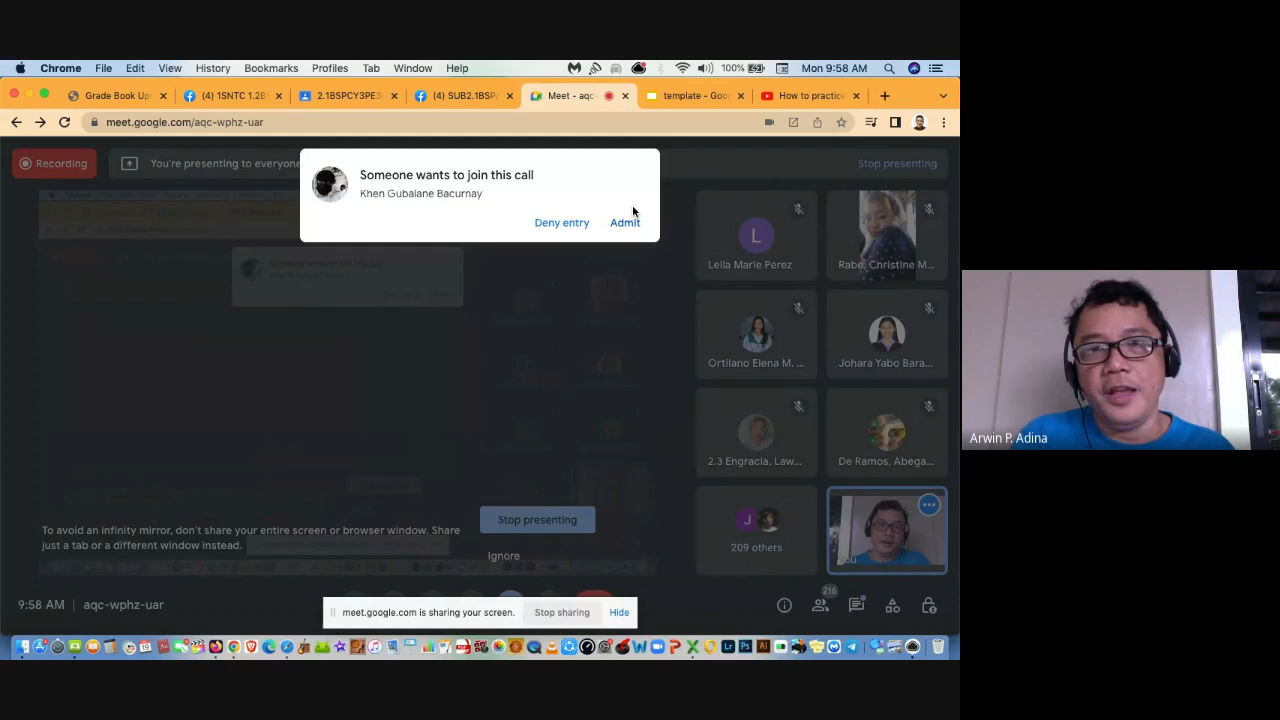 Chrome File Edit View History Bookmarks Profiles Tab Window Help 100% Mon 9:58 AM
Grade Book Up (4) 1SNTC 1.2B 2.1BSPCY3PE3 (4) SUB2.1BSP/ Meet - aqc- template - Goo How to practice
meet.google.com/aqc-wphz-uar
Recording You're presenting to everyone Stop presenting
Someone wants to join this call
Khen Gubalane Bacurnay
Deny entry Admit
L
Leila Marie Perez Rabe, Christine M...
Ortilano Elena M. ... Johara Yabo Bara...
2.3 Engracia, Law... De Ramos, Abega...
Arwin P. Adina
To avoid an infinity mirror, don't share your entire screen or browser window. Share
just a tab or a different window instead.
Stop presenting
Ignore
J
209 others You
9:58 AM | aqc-wphz-uar
meet.google.com is sharing your screen. Stop sharing Hide
216